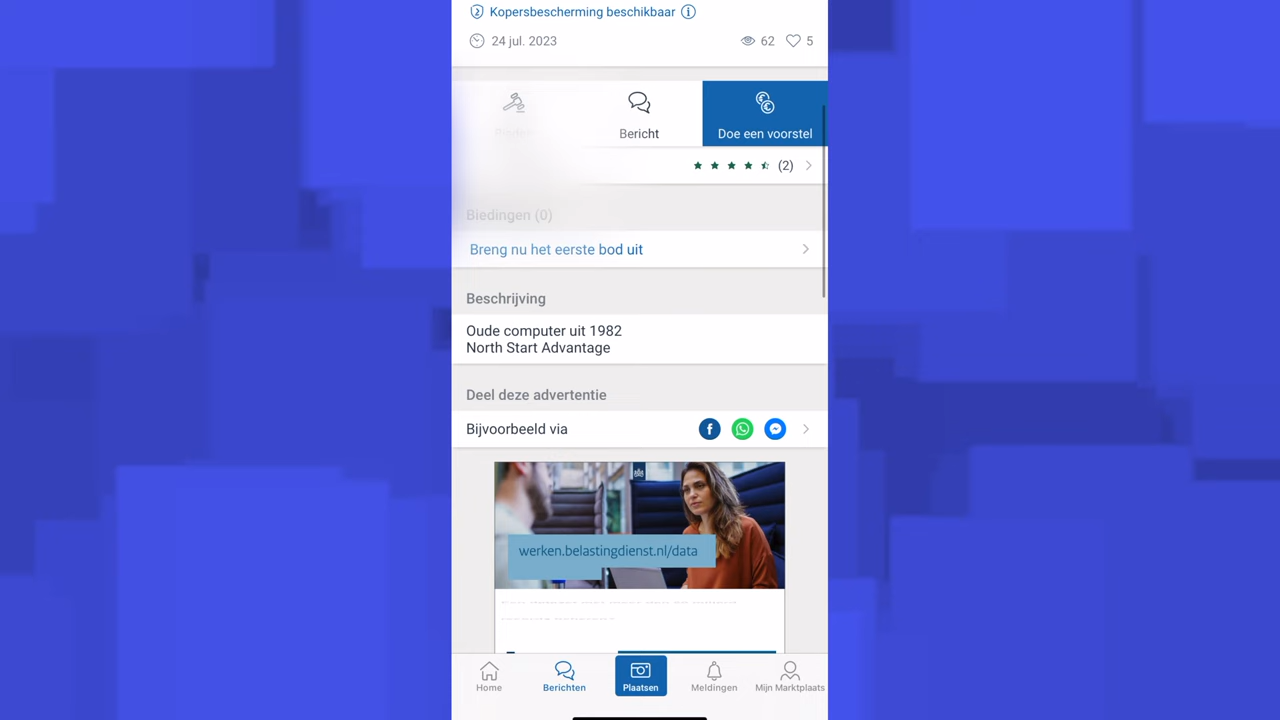 Kopersbescherming beschikbaar
24 jul. 2023
62
5
Bericht
Doe een voorstel
(2)
Biedingen (0)
Breng nu het eerste bod uit
Beschrijving
Oude computer uit 1982
North Start Advantage
Deel deze advertentie
Bijvoorbeeld via
werken.belastingdienst.nl/data
Home
Berichten
Plaatsen
Meldingen
Mijn Marktplaats